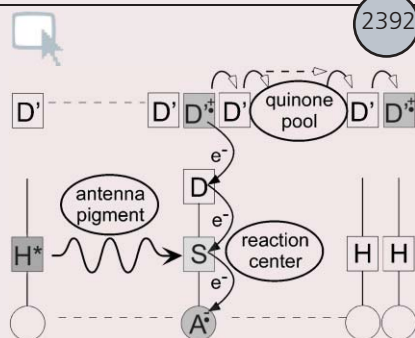 2392
D' D' D'•+ D' quinone pool D' D'•+
e-
D
antenna pigment
e-
H* S reaction center H H
e-
A•-